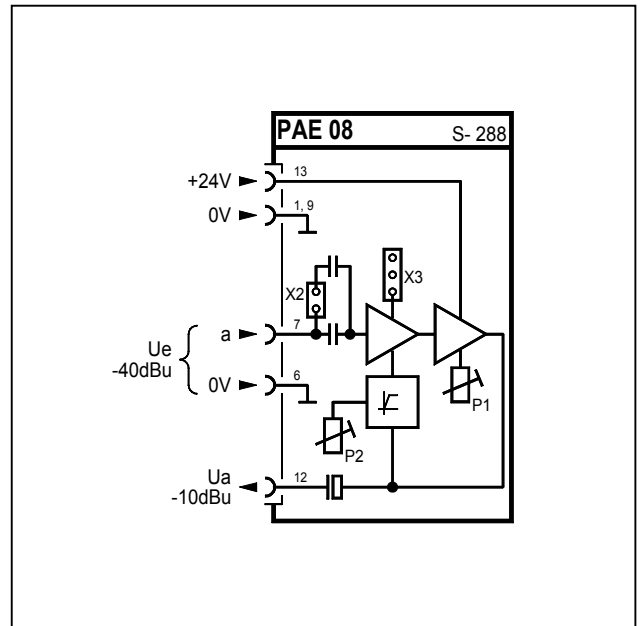 PAE 08 S- 288
+24V 13
0V 1, 9
X2 X3
a 7
Ue
-40dBu
0V 6
P1
P2
Ua 12
-10dBu